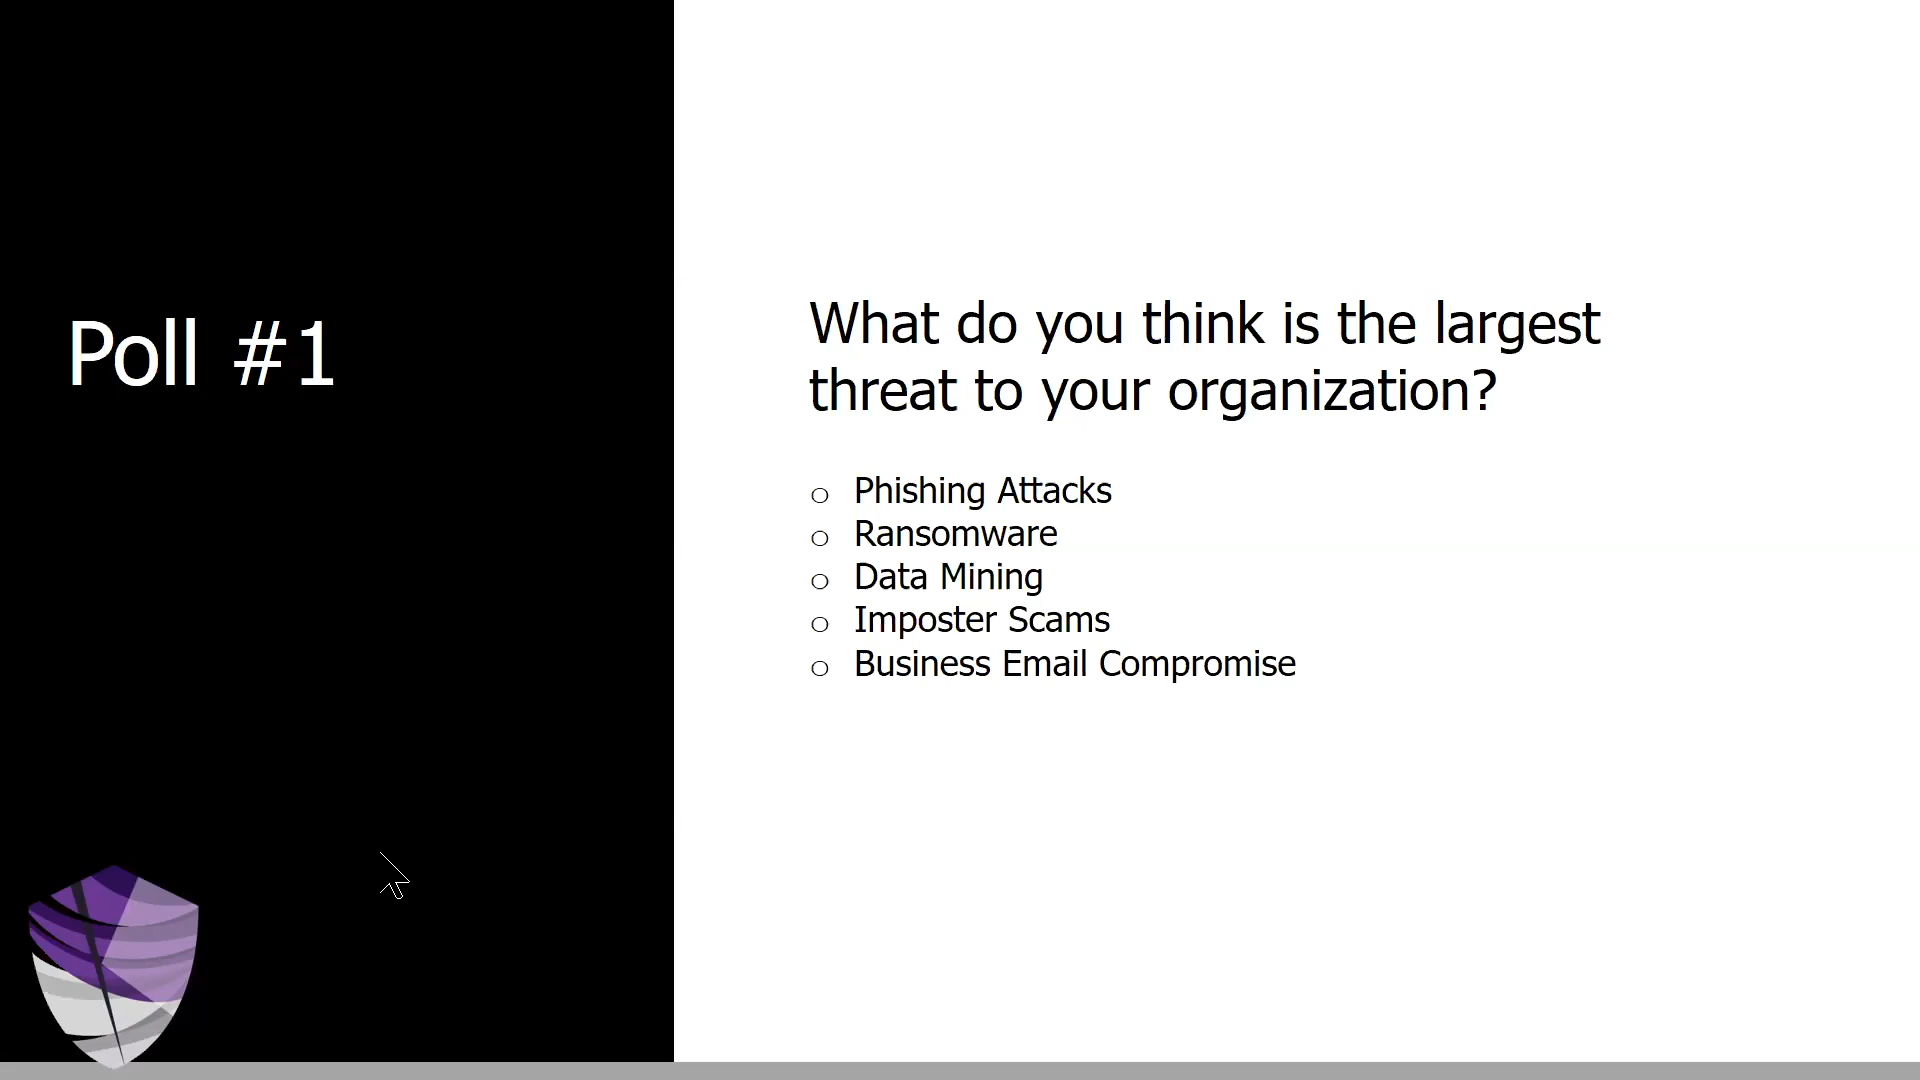 Poll #1
What do you think is the largest
threat to your organization?
o Phishing Attacks
o Ransomware
o Data Mining
o Imposter Scams
o Business Email Compromise